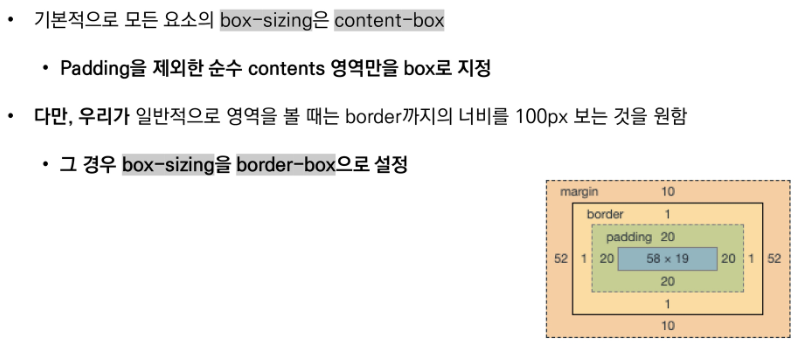 • 기본적으로 모든 요소의 box-sizing은 content-box
• Padding을 제외한 순수 contents 영역만을 box로 지정
• 다만, 우리가 일반적으로 영역을 볼 때는 border까지의 너비를 100px 보는 것을 원함
• 그 경우 box-sizing을 border-box으로 설정
margin 10
border 1
padding 20
52 1 20 58 × 19 20 1 52
20
1
10